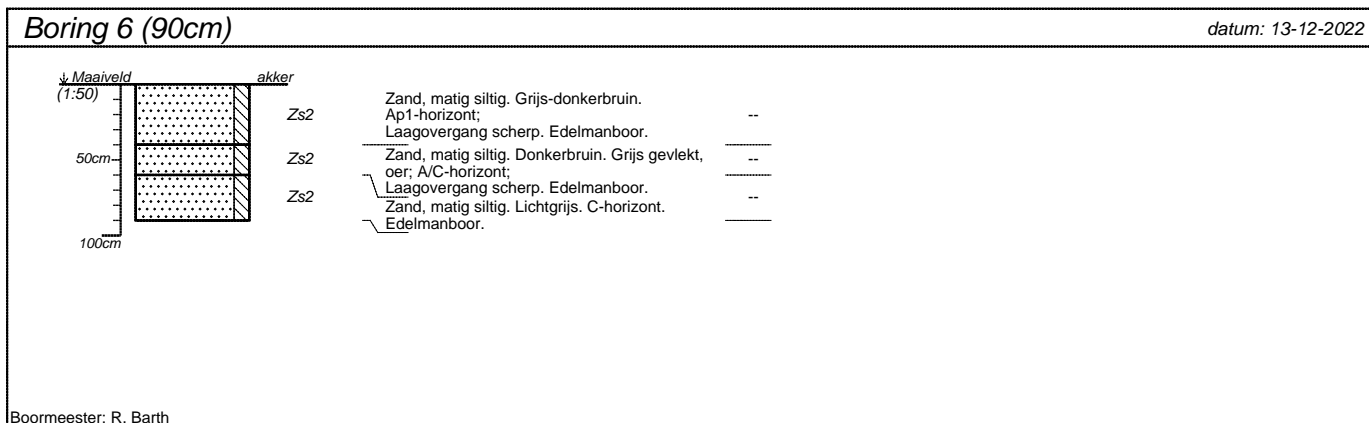 Boring 6 (90cm)
datum: 13-12-2022
Maaiveld
akker
(1:50)
Zs2
Zand, matig siltig. Grijs-donkerbruin.
Ap1-horizont;
Laagovergang scherp. Edelmanboor.
--
50cm
Zs2
Zand, matig siltig. Donkerbruin. Grijs gevlekt,
oer; A/C-horizont;
Laagovergang scherp. Edelmanboor.
--
Zs2
Zand, matig siltig. Lichtgrijs. C-horizont.
Edelmanboor.
--
100cm
Boormeester: R. Barth